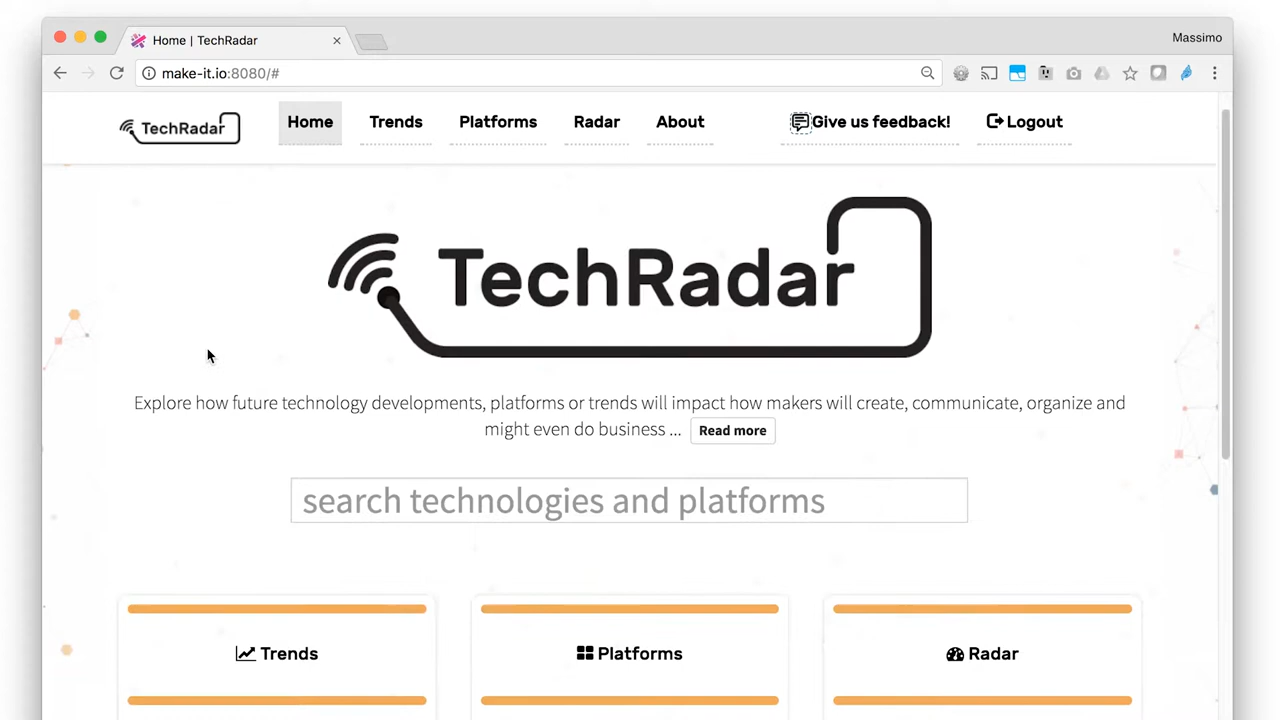 Home | TechRadar
Massimo
make-it.io:8080/#
TechRadar
Home
Trends
Platforms
Radar
About
Give us feedback!
Logout
TechRadar
Explore how future technology developments, platforms or trends will impact how makers will create, communicate, organize and
might even do business ... Read more
search technologies and platforms
Trends
Platforms
Radar